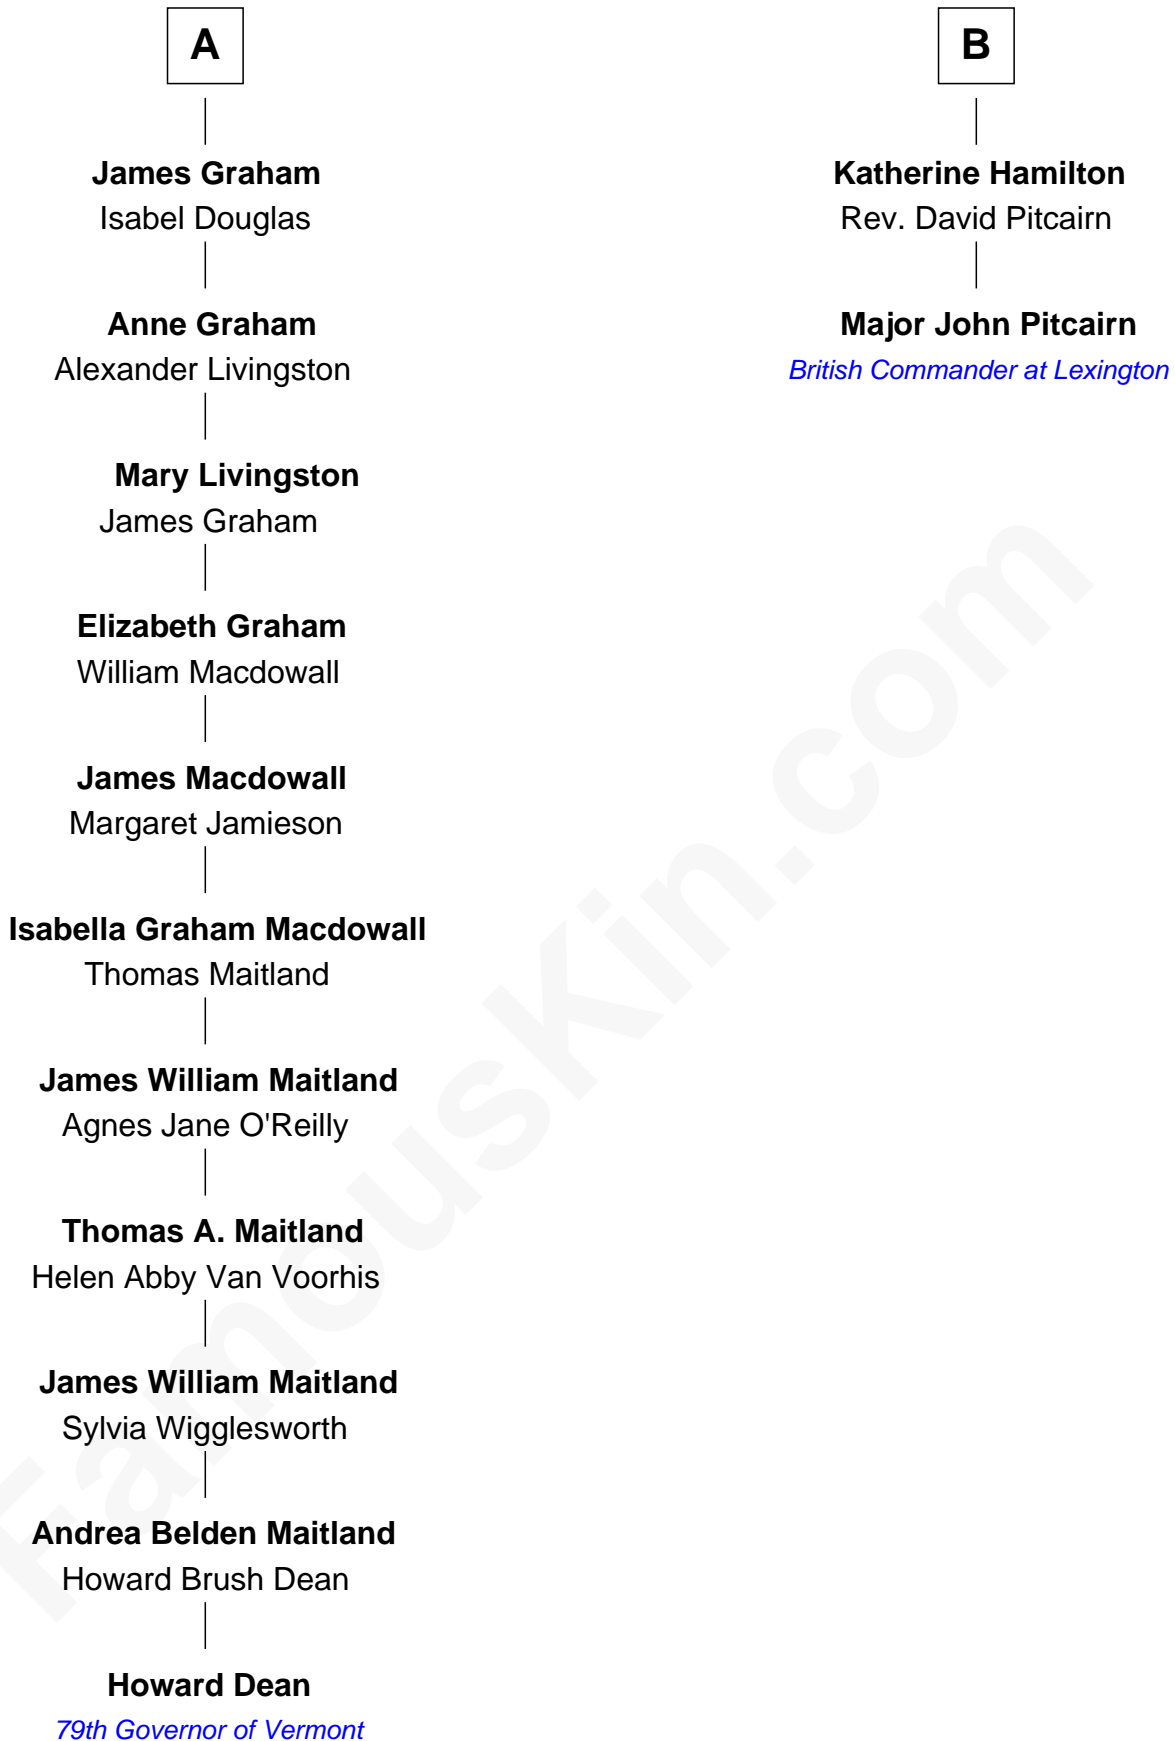 A
James Graham
Isabel Douglas
Anne Graham
Alexander Livingston
Mary Livingston
James Graham
Elizabeth Graham
William Macdowall
James Macdowall
Margaret Jamieson
Isabella Graham Macdowall
Thomas Maitland
James William Maitland
Agnes Jane O'Reilly
Thomas A. Maitland
Helen Abby Van Voorhis
James William Maitland
Sylvia Wigglesworth
Andrea Belden Maitland
Howard Brush Dean
Howard Dean
79th Governor of Vermont
B
Katherine Hamilton
Rev. David Pitcairn
Major John Pitcairn
British Commander at Lexington
FamousKin.com